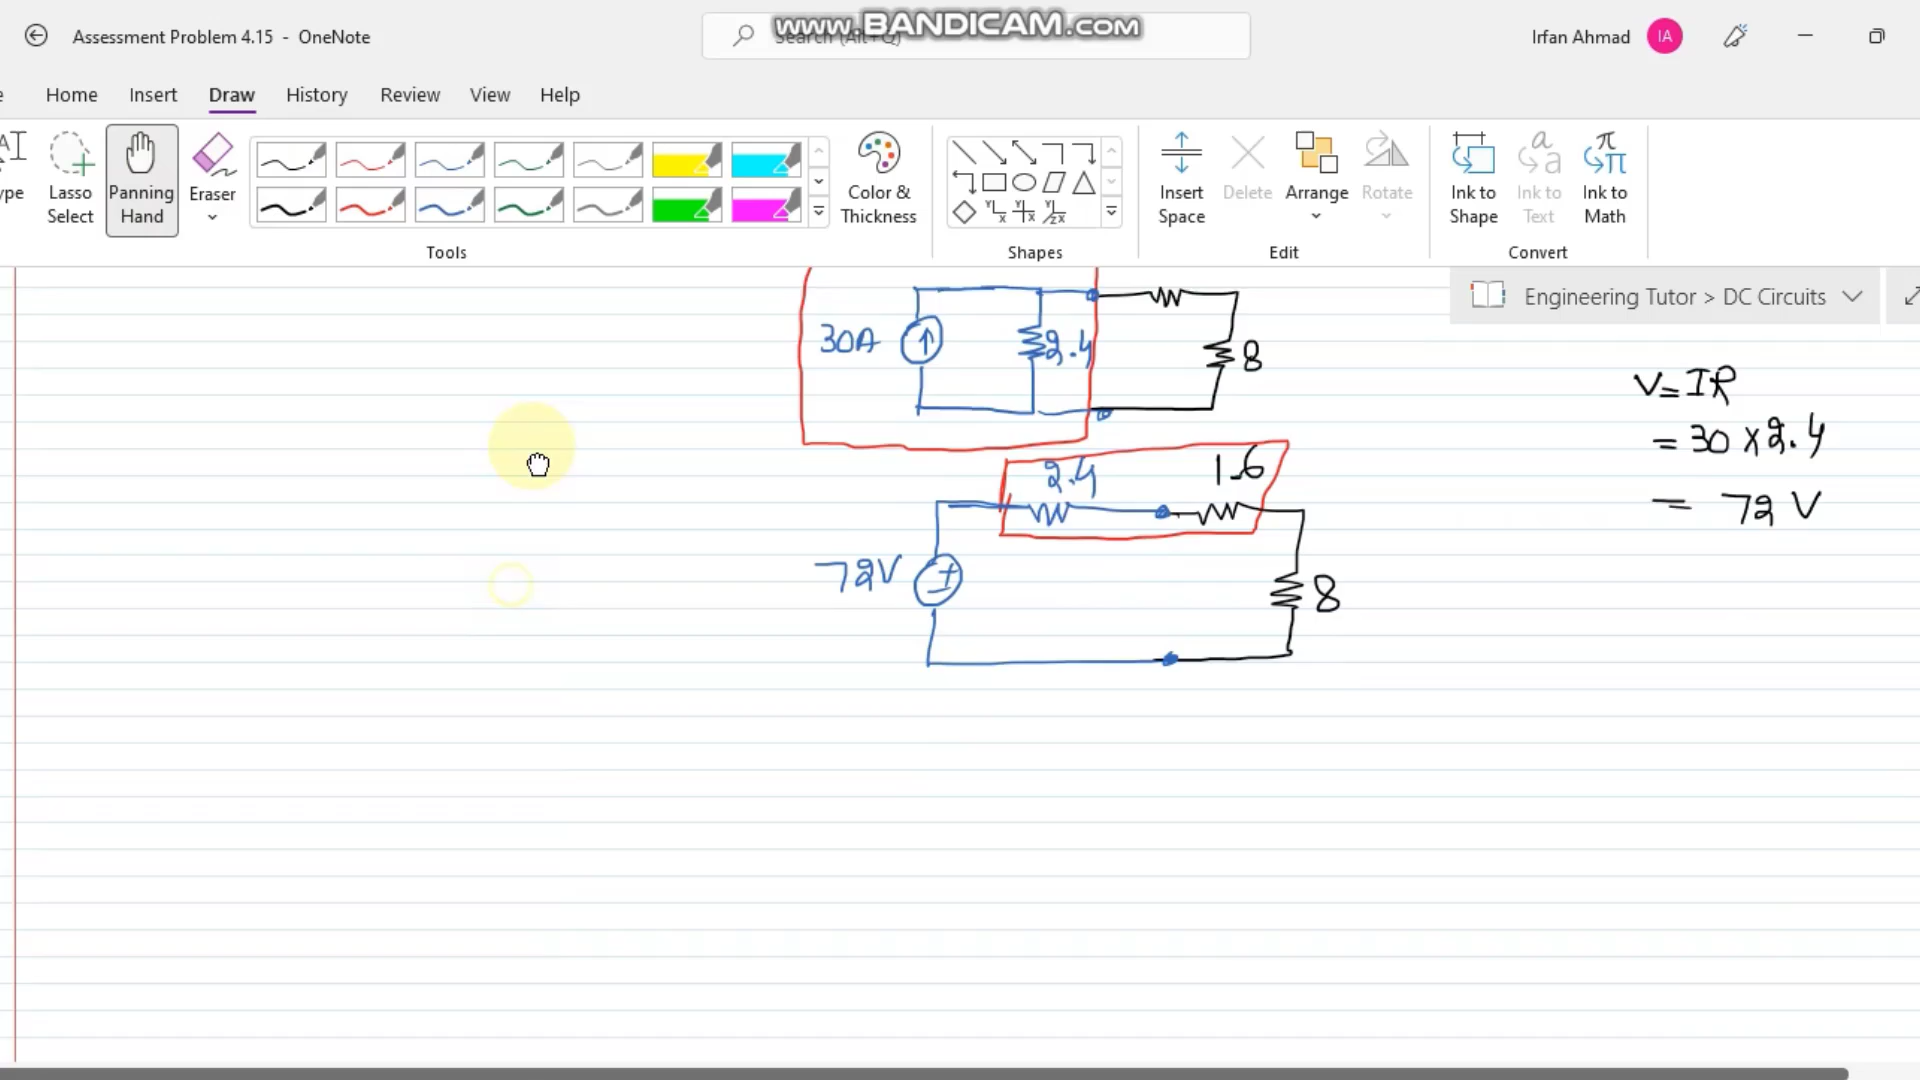 www.BANDICAM.com
Assessment Problem 4.15 - OneNote
Search (Alt+Q)
Irfan Ahmad
IA
Home
Insert
Draw
History
Review
View
Help
Lasso Select
Panning Hand
Eraser
Color & Thickness
Insert Space
Delete
Arrange
Rotate
Ink to Shape
Ink to Text
Ink to Math
Tools
Shapes
Edit
Convert
Engineering Tutor > DC Circuits
30A
2.4
8
V=IR
= 30 × 2.4
= 72 V
2.4
1.6
72V
8